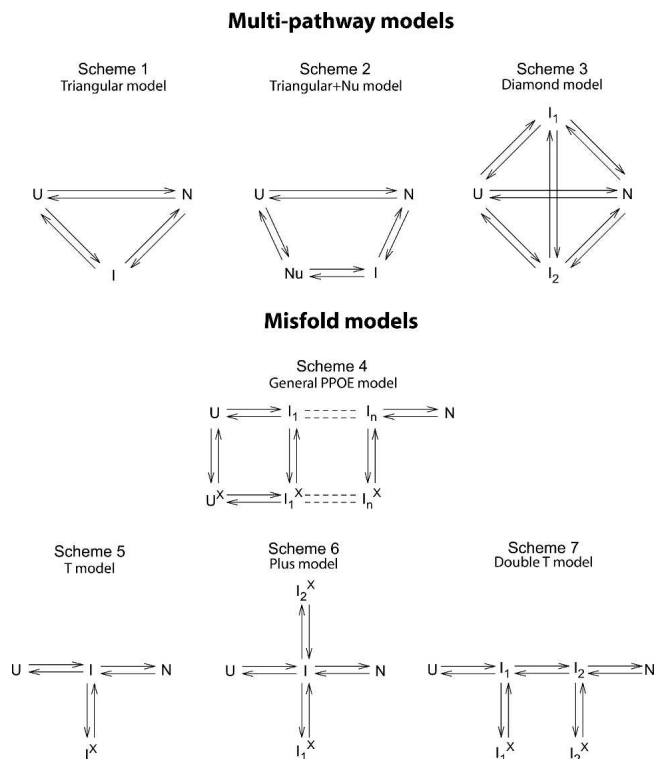 Multi-pathway models
Scheme 1
Triangular model
Scheme 2
Triangular+Nu model
Scheme 3
Diamond model
U N
I
U N
Nu I
I₁
U N
I₂
Misfold models
Scheme 4
General PPOE model
U I₁ Iₙ N
Uˣ I₁ˣ Iₙˣ
Scheme 5
T model
U I N
Iˣ
Scheme 6
Plus model
I₂ˣ
U I N
I₁ˣ
Scheme 7
Double T model
U I₁ I₂ N
I₁ˣ I₂ˣ